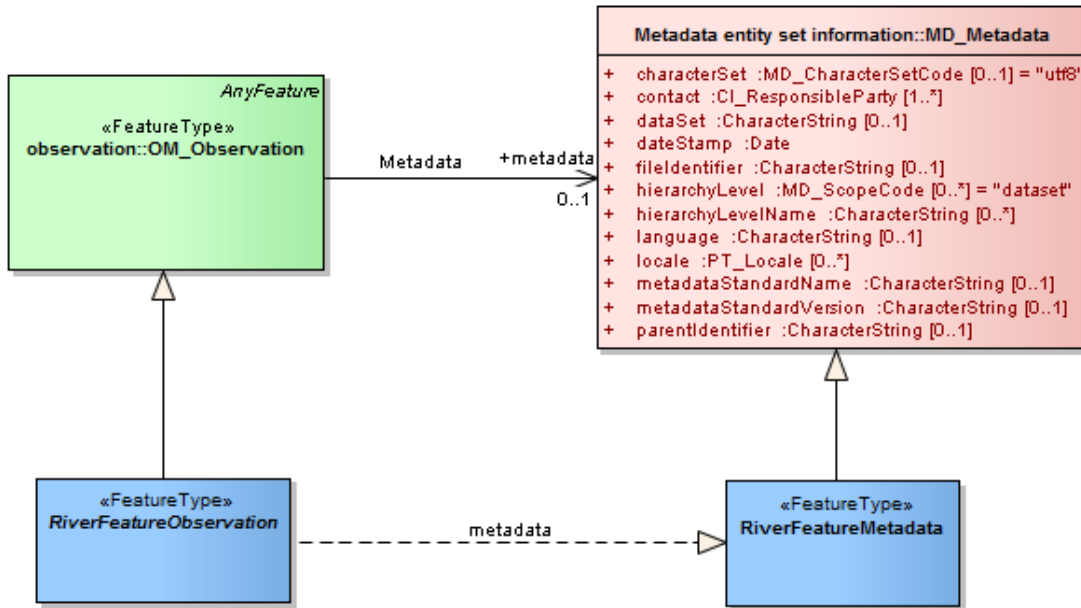 Metadata entity set information::MD_Metadata
+ characterSet :MD_CharacterSetCode [0..1] = "utf8"
+ contact :CI_ResponsibleParty [1..*]
+ dataSet :CharacterString [0..1]
+ dateStamp :Date
+ fileIdentifier :CharacterString [0..1]
+ hierarchyLevel :MD_ScopeCode [0..*] = "dataset"
+ hierarchyLevelName :CharacterString [0..*]
+ language :CharacterString [0..1]
+ locale :PT_Locale [0..*]
+ metadataStandardName :CharacterString [0..1]
+ metadataStandardVersion :CharacterString [0..1]
+ parentIdentifier :CharacterString [0..1]
AnyFeature
«FeatureType»
observation::OM_Observation
Metadata
+metadata
0..1
«FeatureType»
RiverFeatureObservation
metadata
«FeatureType»
RiverFeatureMetadata